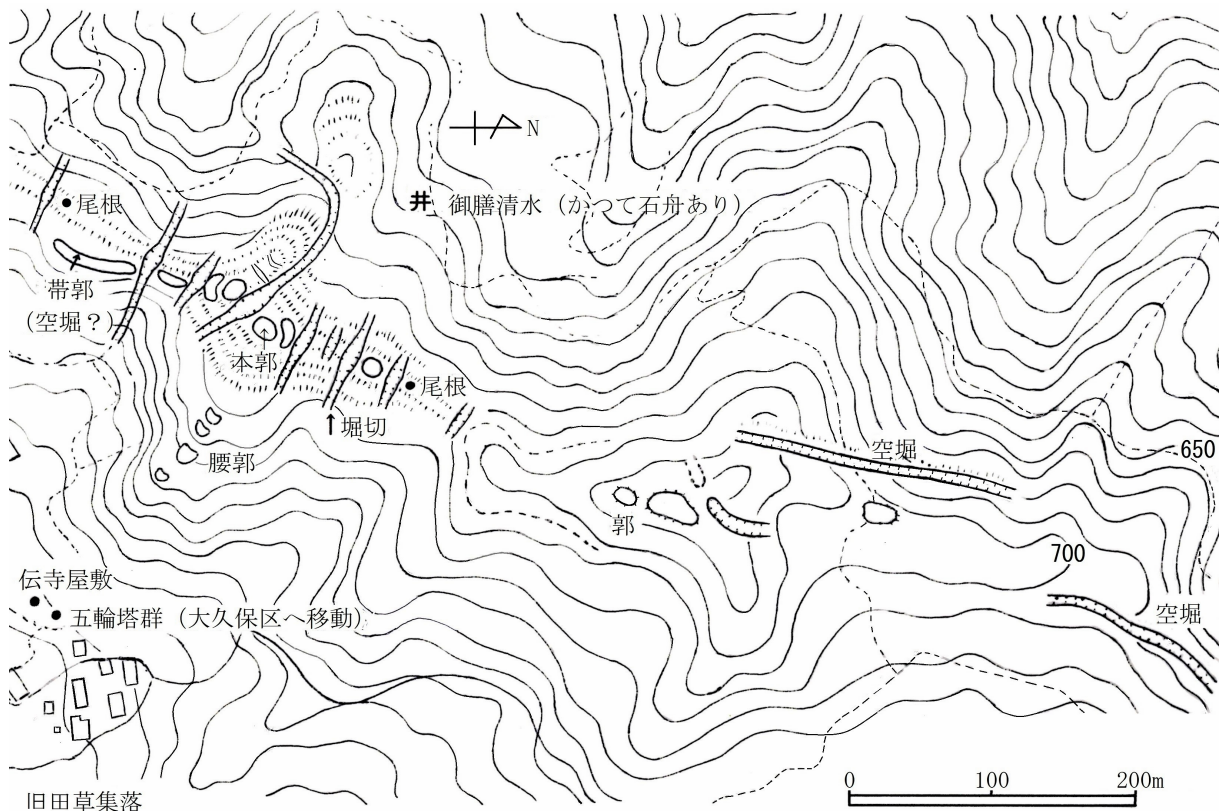 N
尾根
井 御膳清水（かつて石舟あり）
帯郭
(空堀？)
本郭
尾根
堀切
腰郭
空堀
650
郭
700
伝寺屋敷
五輪塔群（大久保区へ移動）
空堀
0 100 200m
旧田草集落